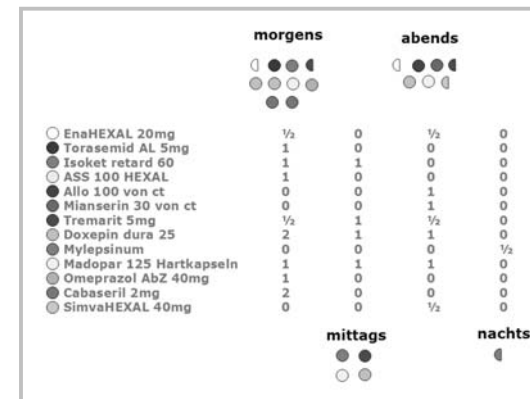 morgens abends
EnaHEXAL 20mg ½ 0 ½ 0
Torasemid AL 5mg 1 0 0 0
Isoket retard 60 1 1 0 0
ASS 100 HEXAL 1 0 0 0
Allo 100 von ct 0 0 1 0
Mianserin 30 von ct 0 0 1 0
Tremarit 5mg ½ 1 ½ 0
Doxepin dura 25 2 1 1 0
Mylepsinum 0 0 0 ½
Madopar 125 Hartkapseln 1 1 1 0
Omeprazol AbZ 40mg 1 0 0 0
Cabaseril 2mg 2 0 0 0
SimvaHEXAL 40mg 0 0 ½ 0
mittags nachts